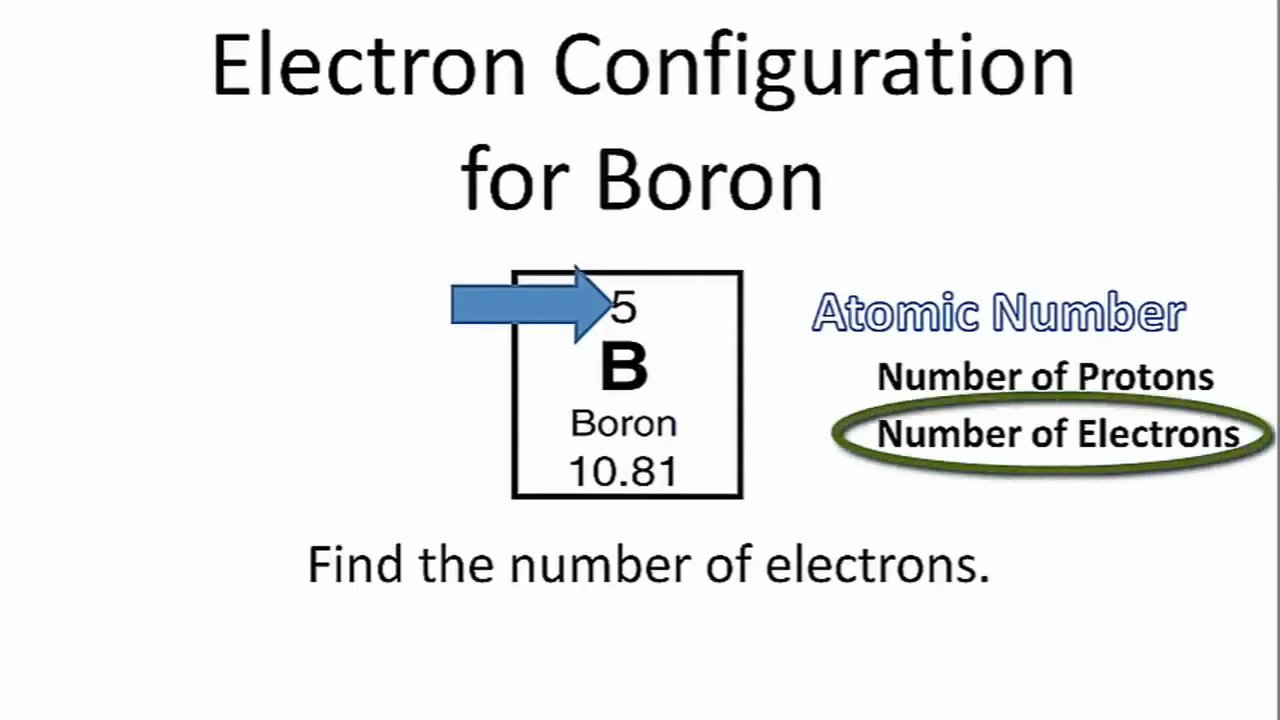 Electron Configuration
for Boron
5
B
Boron
10.81
Atomic Number
Number of Protons
Number of Electrons
Find the number of electrons.